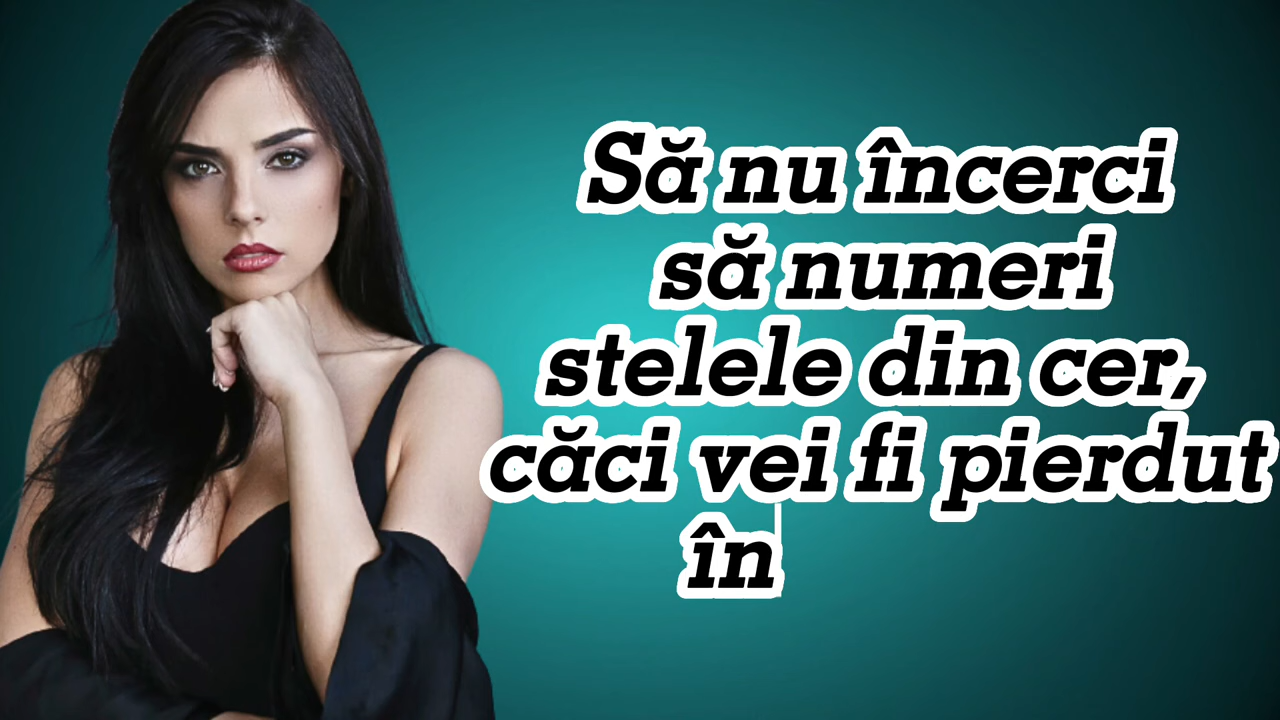 Să nu încerci
să numeri
stelele din cer,
căci vei fi pierdut
în